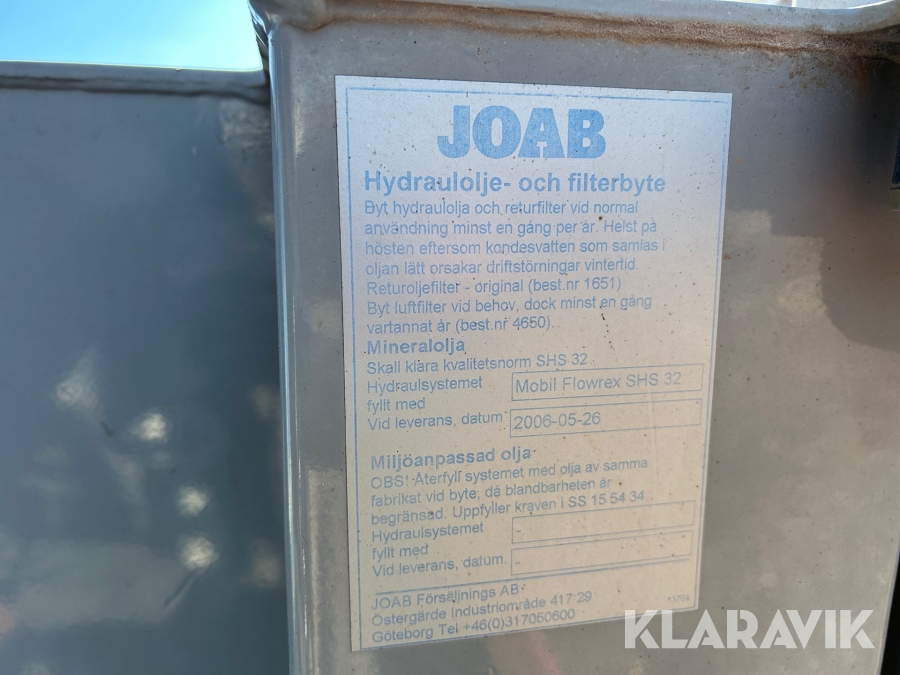 JOAB
Hydraulolje- och filterbyte
Byt hydraulolja och returfilter vid normal
användning minst en gång per år. Helst på
hösten eftersom kondesvatten som samlas i
oljan lätt orsakar driftstörningar vintertid.
Returoljefilter - original (best.nr 1651)
Byt luftfilter vid behov, dock minst en gång
vartannat år (best.nr 4650).
Mineralolja
Skall klara kvalitetsnorm SHS 32
Hydraulsystemet fyllt med Mobil Flowrex SHS 32
Vid leverans, datum 2006-05-26
Miljöanpassad olja
OBS! Återfyll systemet med olja av samma
fabrikat vid byte, då blandbarheten är
begränsad. Uppfyller kraven i SS 15 54 34
Hydraulsystemet fyllt med -
Vid leverans, datum -
JOAB Försäljnings AB
Östergärde Industriområde 417 29
Göteborg Tel +46(0)317050600
KLARAVIK